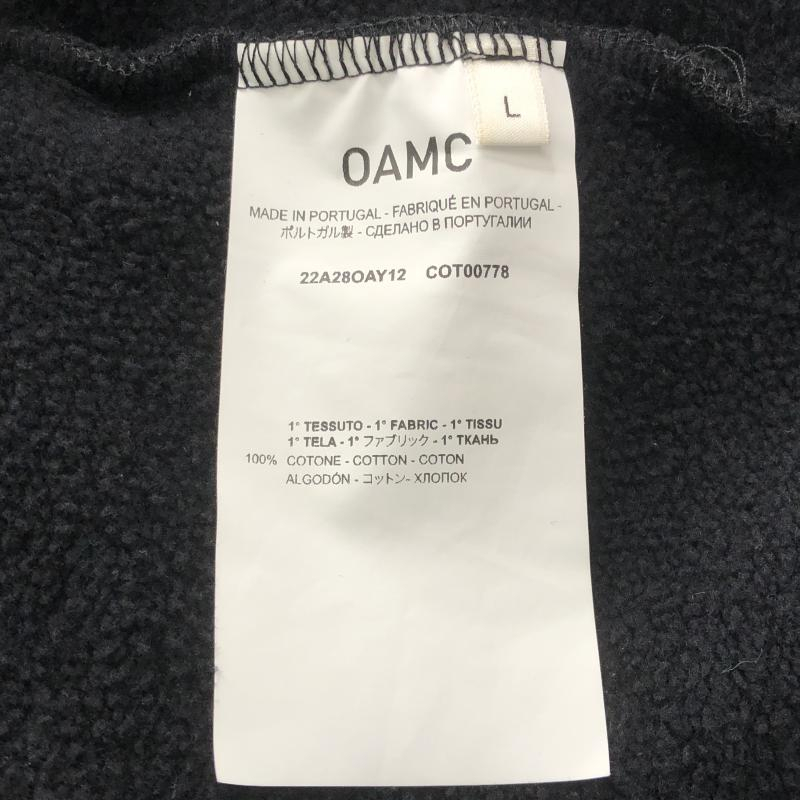 L
OAMC
MADE IN PORTUGAL - FABRIQUÉ EN PORTUGAL -
ポルトガル製 - СДЕЛАНО В ПОРТУГАЛИИ
22A28OAY12 COT00778
1° TESSUTO - 1° FABRIC - 1° TISSU
1° TELA - 1° ファブリック - 1° ТКАНЬ
100% COTONE - COTTON - COTON
ALGODÓN - コットン- ХЛОПОК